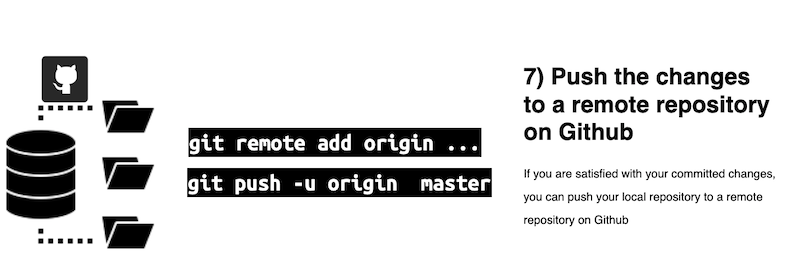 git remote add origin ...
git push -u origin  master
7) Push the changes
to a remote repository
on Github
If you are satisfied with your committed changes,
you can push your local repository to a remote
repository on Github